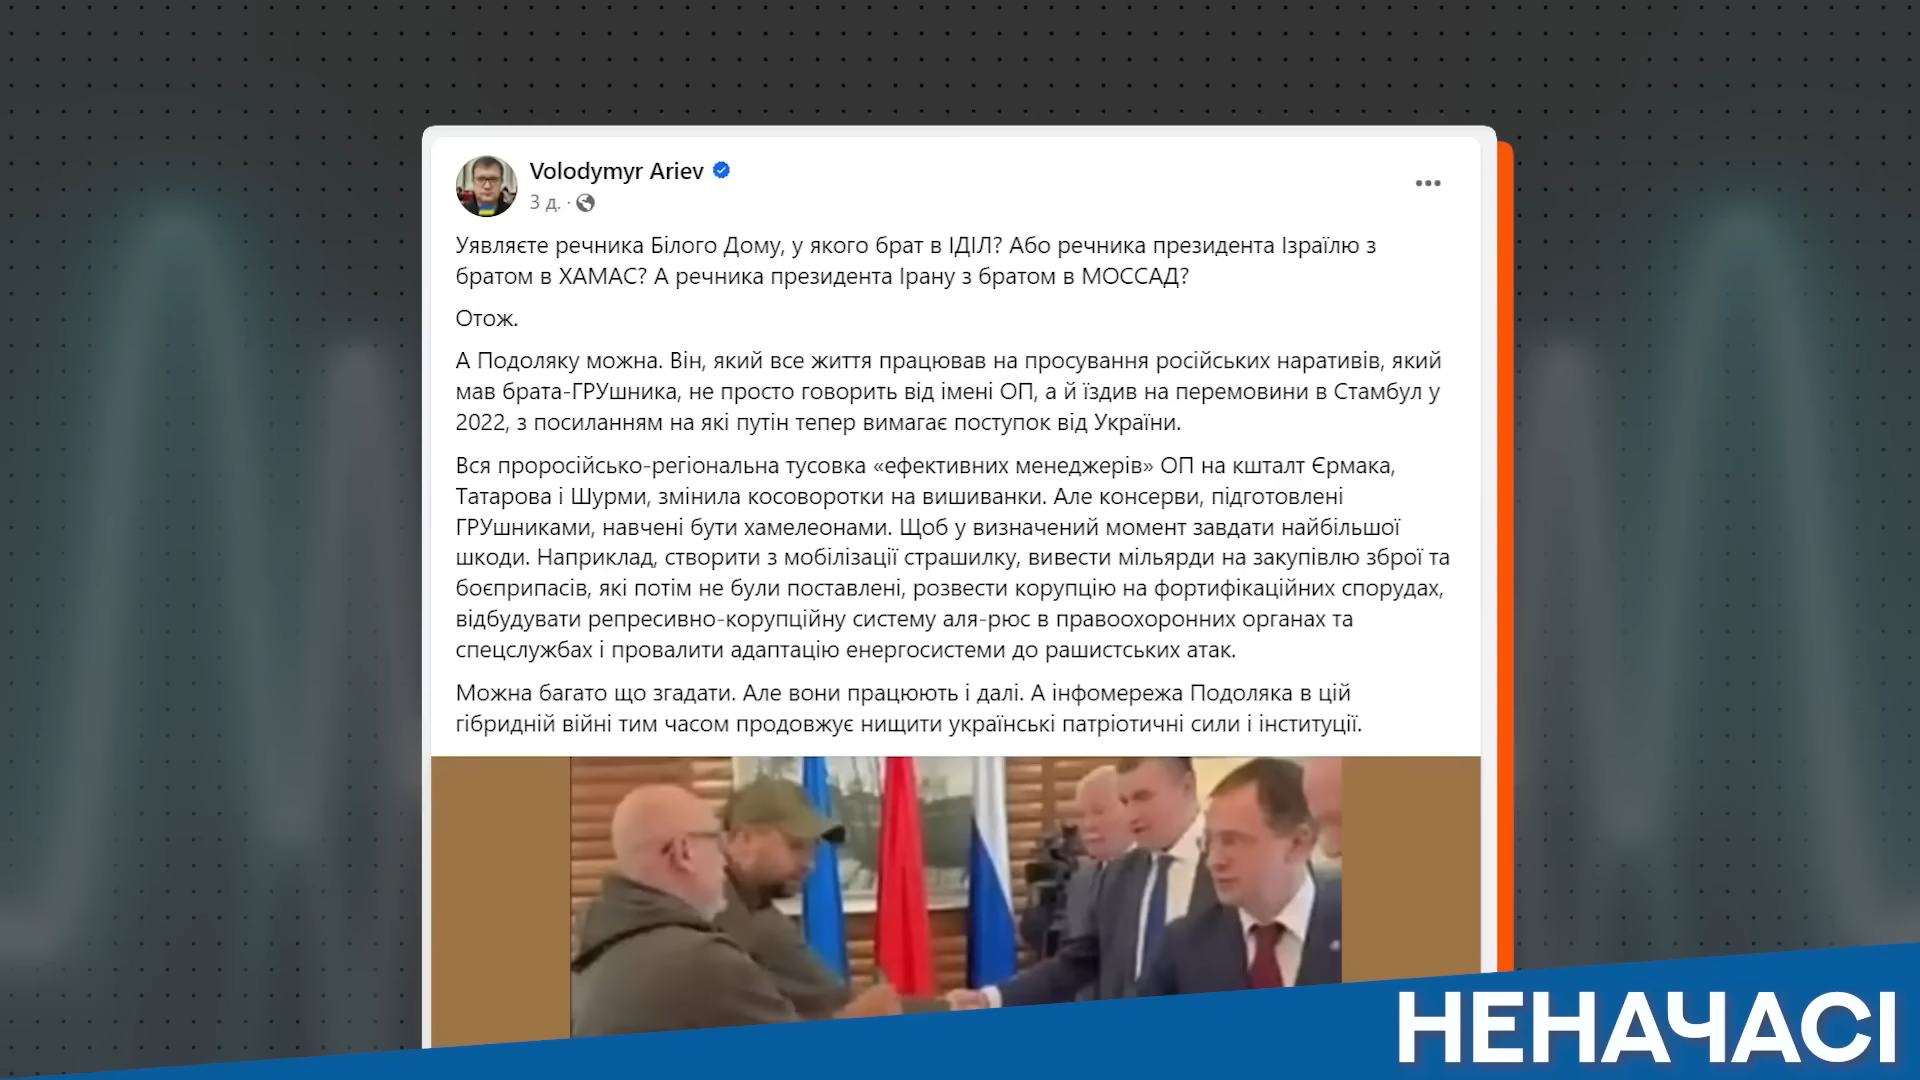 Volodymyr Ariev
3 д. ·
Уявляєте речника Білого Дому, у якого брат в ІДІЛ? Або речника президента Ізраїлю з
братом в ХАМАС? А речника президента Ірану з братом в МОССАД?
Отож.
А Подоляку можна. Він, який все життя працював на просування російських наративів, який
мав брата-ГРУшника, не просто говорить від імені ОП, а й їздив на перемовини в Стамбул у
2022, з посиланням на які путін тепер вимагає поступок від України.
Вся проросійсько-регіональна тусовка «ефективних менеджерів» ОП на кшталт Єрмака,
Татарова і Шурми, змінила косоворотки на вишиванки. Але консерви, підготовлені
ГРУшниками, навчені бути хамелеонами. Щоб у визначений момент завдати найбільшої
шкоди. Наприклад, створити з мобілізації страшилку, вивести мільярди на закупівлю зброї та
боєприпасів, які потім не були поставлені, розвести корупцію на фортифікаційних спорудах,
відбудувати репресивно-корупційну систему аля-рюс в правоохоронних органах та
спецслужбах і провалити адаптацію енергосистеми до рашистських атак.
Можна багато що згадати. Але вони працюють і далі. А інфомережа Подоляка в цій
гібридній війні тим часом продовжує нищити українські патріотичні сили і інституції.
НЕНАЧАСІ